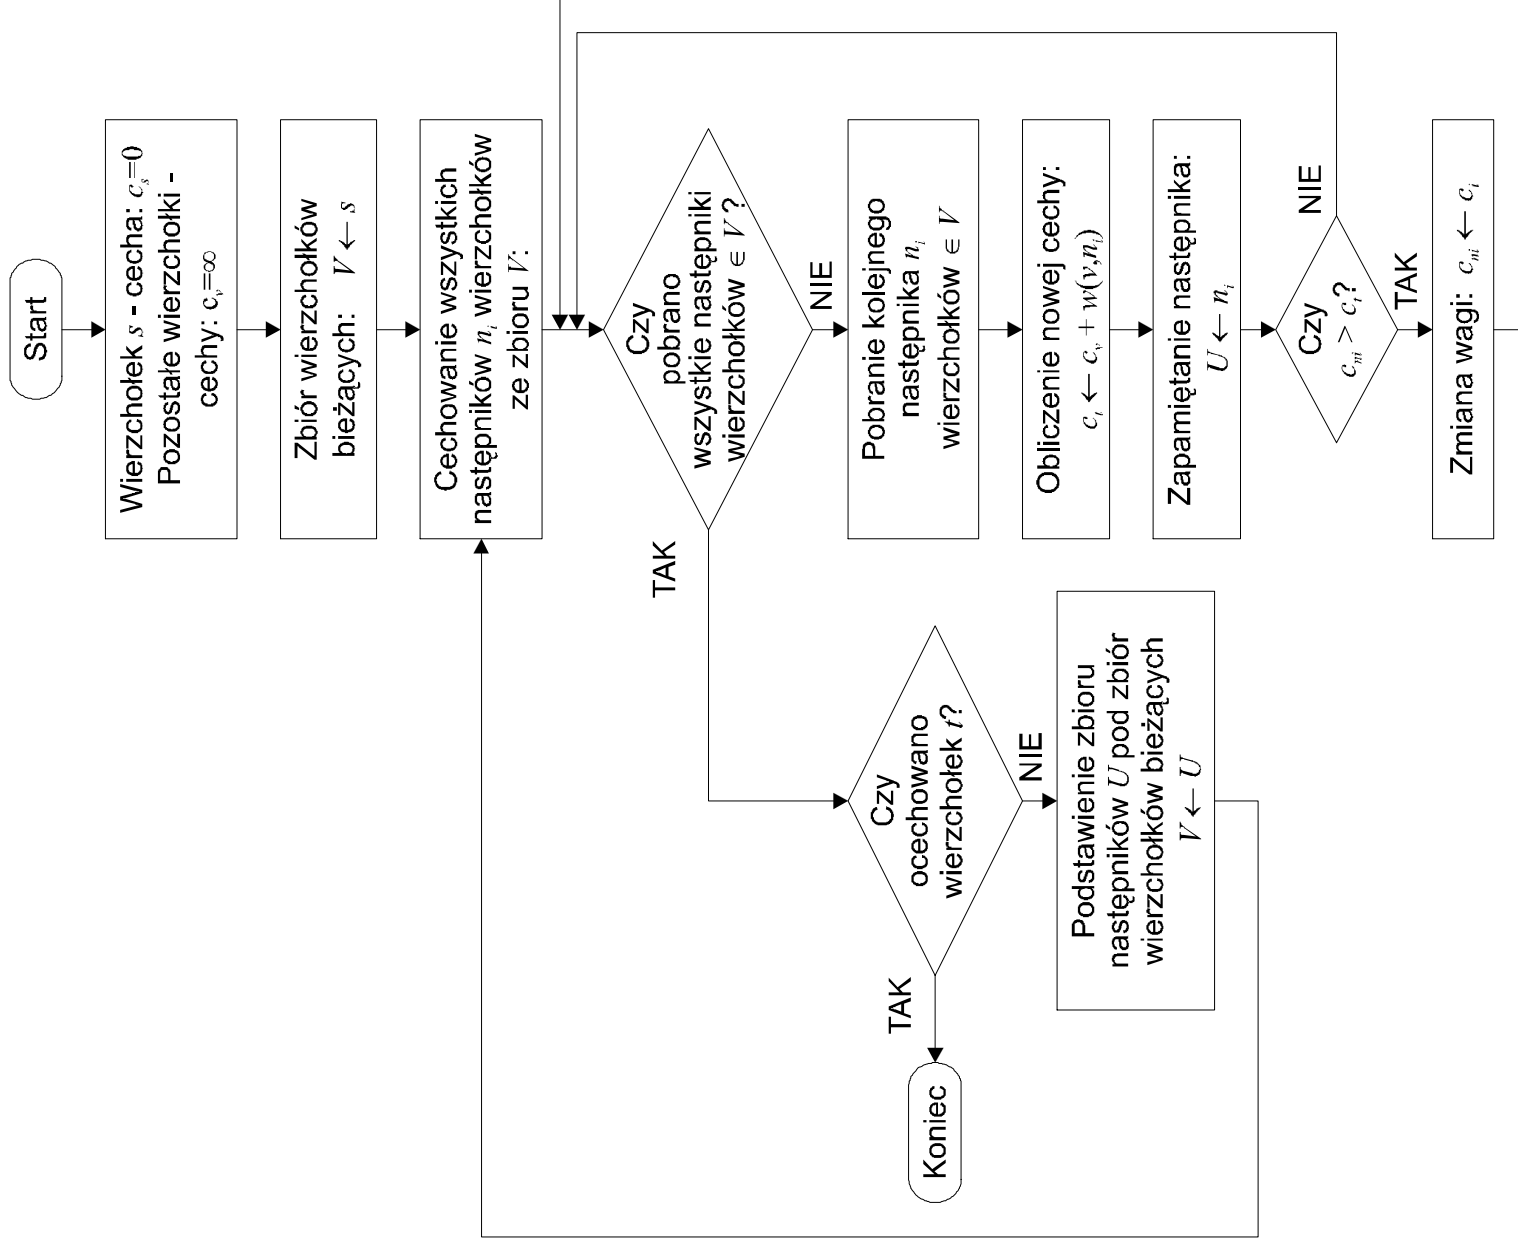 Start
Wierzchołek s - cecha: cₛ=0
Pozostałe wierzchołki -
cechy: cᵥ=∞
Zbiór wierzchołków
bieżących: V ← s
Cechowanie wszystkich
następników nᵢ wierzchołków
ze zbioru V:
Czy
pobrano
wszystkie następniki
wierzchołków ∈ V ?
TAK
NIE
Pobranie kolejnego
następnika nᵢ
wierzchołków ∈ V
Obliczenie nowej cechy:
cᵢ ← cᵥ + w(v,nᵢ)
Zapamiętanie następnika:
U ← nᵢ
Czy
cₙᵢ > cᵢ?
NIE
TAK
Zmiana wagi: cₙᵢ ← cᵢ
Czy
ocechowano
wierzchołek t?
TAK
NIE
Koniec
Podstawienie zbioru
następników U pod zbiór
wierzchołków bieżących
V ← U